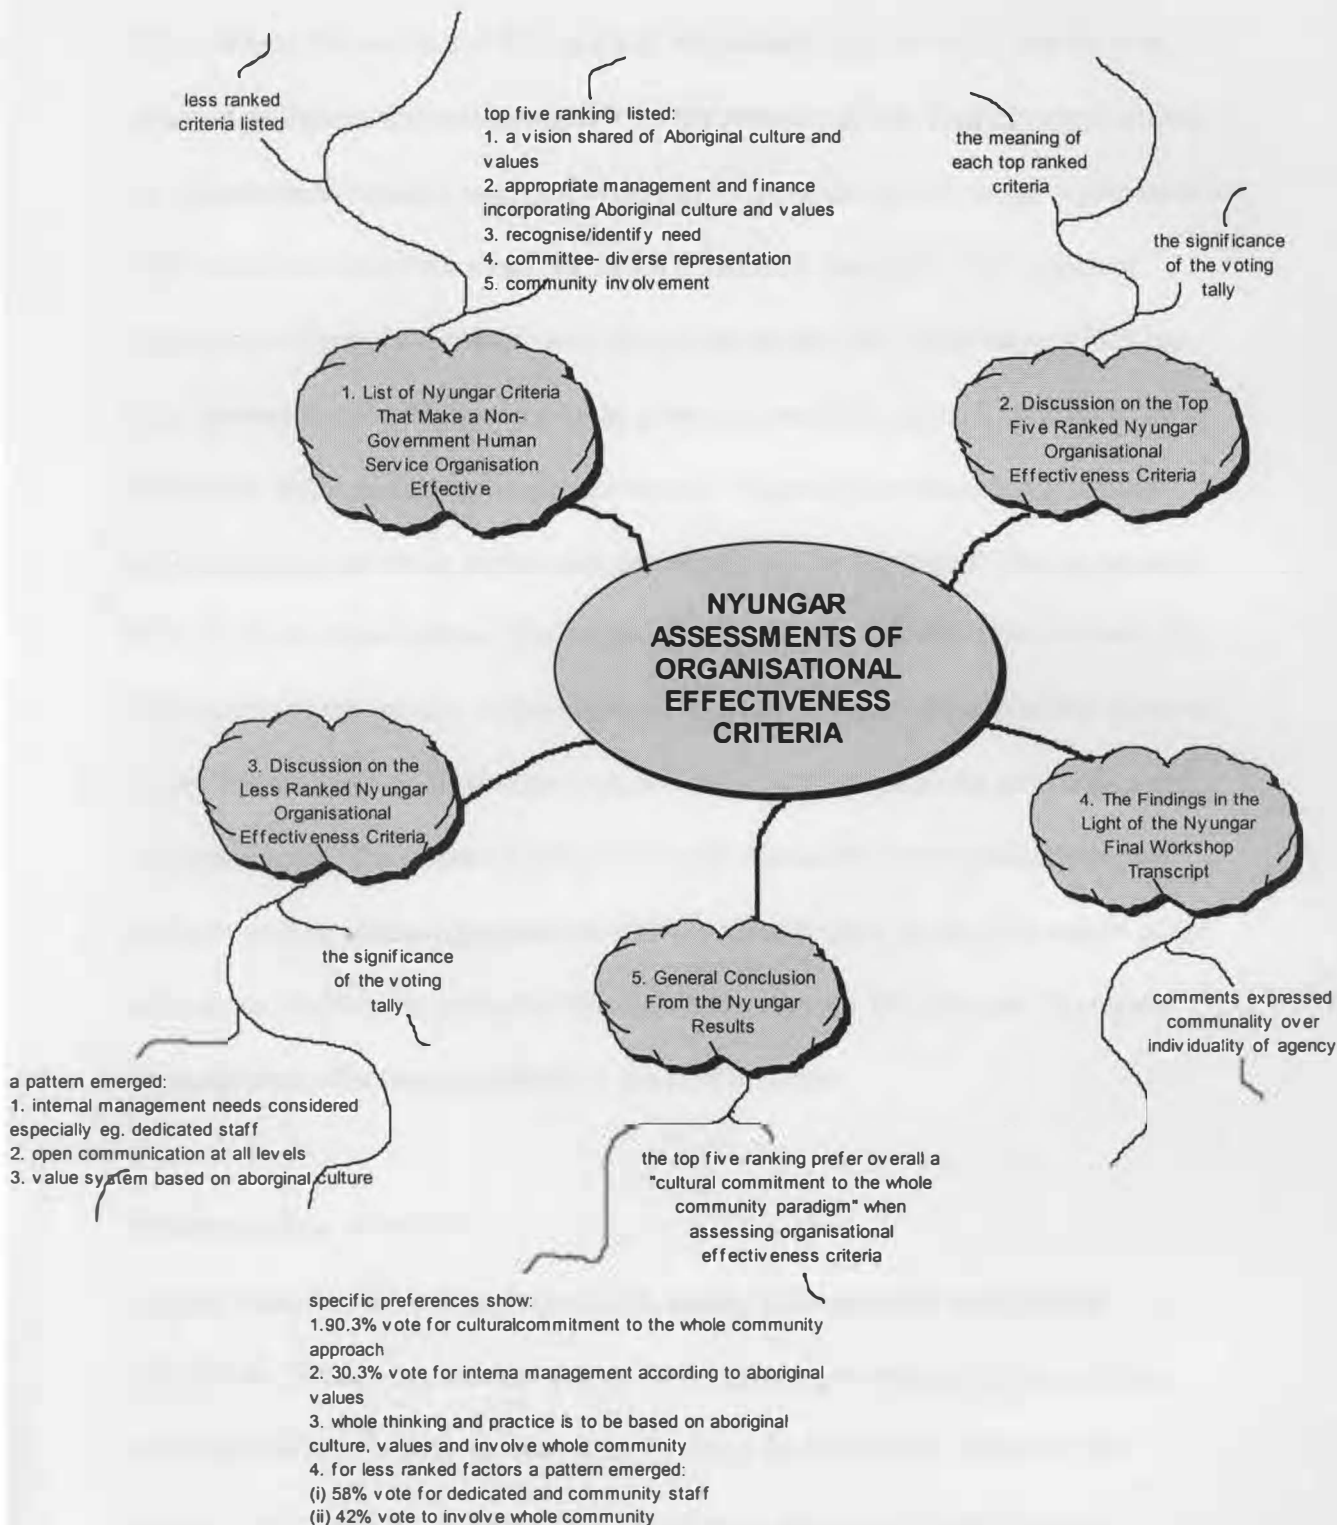 less ranked
criteria listed
top five ranking listed:
1. a vision shared of Aboriginal culture and
values
2. appropriate management and finance
incorporating Aboriginal culture and values
3. recognise/identify need
4. committee- diverse representation
5. community involvement
the meaning of
each top ranked
criteria
the significance
of the voting
tally
1. List of Nyungar Criteria
That Make a Non-
Government Human
Service Organisation
Effective
2. Discussion on the Top
Five Ranked Nyungar
Organisational
Effectiveness Criteria
NYUNGAR
ASSESSMENTS OF
ORGANISATIONAL
EFFECTIVENESS
CRITERIA
3. Discussion on the
Less Ranked Nyungar
Organisational
Effectiveness Criteria
4. The Findings in the
Light of the Nyungar
Final Workshop
Transcript
the significance
of the voting
tally
5. General Conclusion
From the Nyungar
Results
comments expressed
communality over
individuality of agency
a pattern emerged:
1. internal management needs considered
especially eg. dedicated staff
2. open communication at all levels
3. value system based on aborginal culture
the top five ranking prefer overall a
"cultural commitment to the whole
community paradigm" when
assessing organisational
effectiveness criteria
specific preferences show:
1.90.3% vote for culturalcommitment to the whole community
approach
2. 30.3% vote for interna management according to aboriginal
values
3. whole thinking and practice is to be based on aboriginal
culture, values and involve whole community
4. for less ranked factors a pattern emerged:
(i) 58% vote for dedicated and community staff
(ii) 42% vote to involve whole community